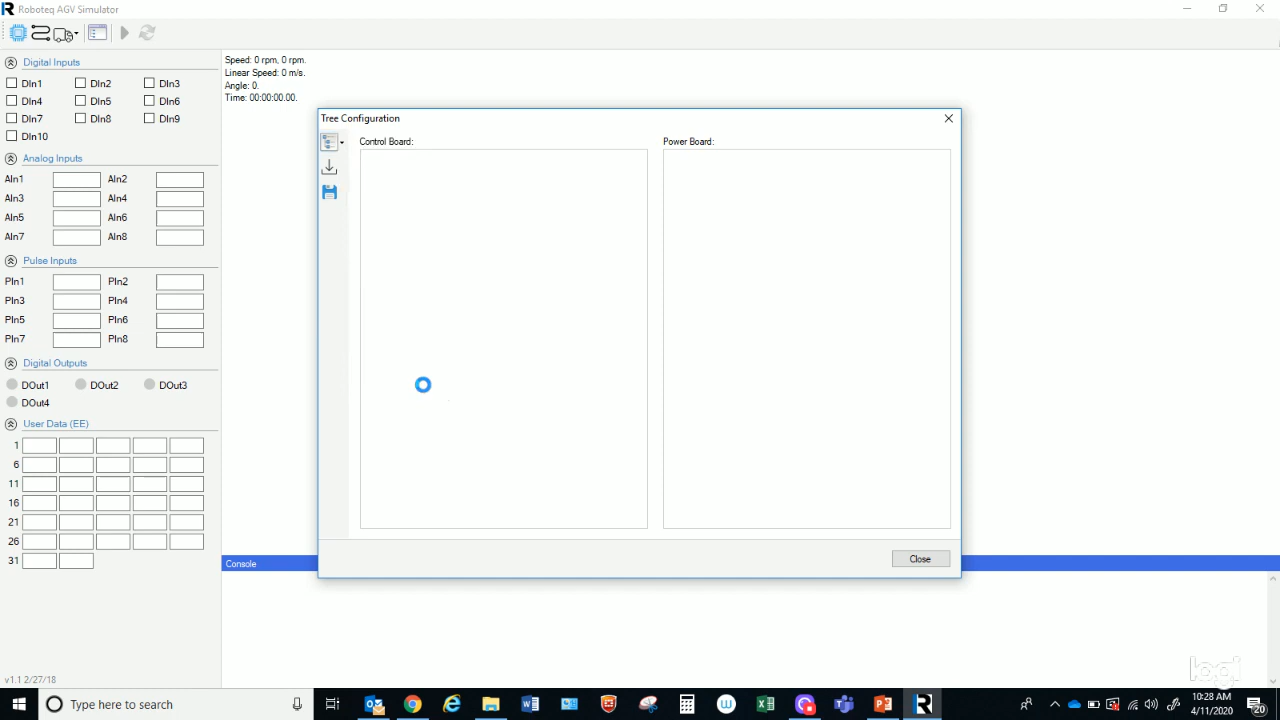 Roboteq AGV Simulator
Digital Inputs
DIn1 DIn2 DIn3
DIn4 DIn5 DIn6
DIn7 DIn8 DIn9
DIn10
Analog Inputs
AIn1 AIn2
AIn3 AIn4
AIn5 AIn6
AIn7 AIn8
Pulse Inputs
PIn1 PIn2
PIn3 PIn4
PIn5 PIn6
PIn7 PIn8
Digital Outputs
DOut1 DOut2 DOut3
DOut4
User Data (EE)
1
6
11
16
21
26
31
v1.1 2/27/18
Speed: 0 rpm, 0 rpm.
Linear Speed: 0 m/s.
Angle: 0.
Time: 00:00:00.00.
Tree Configuration
Control Board: Power Board:
Close
Console
logi
Type here to search
10:28 AM
4/11/2020
20